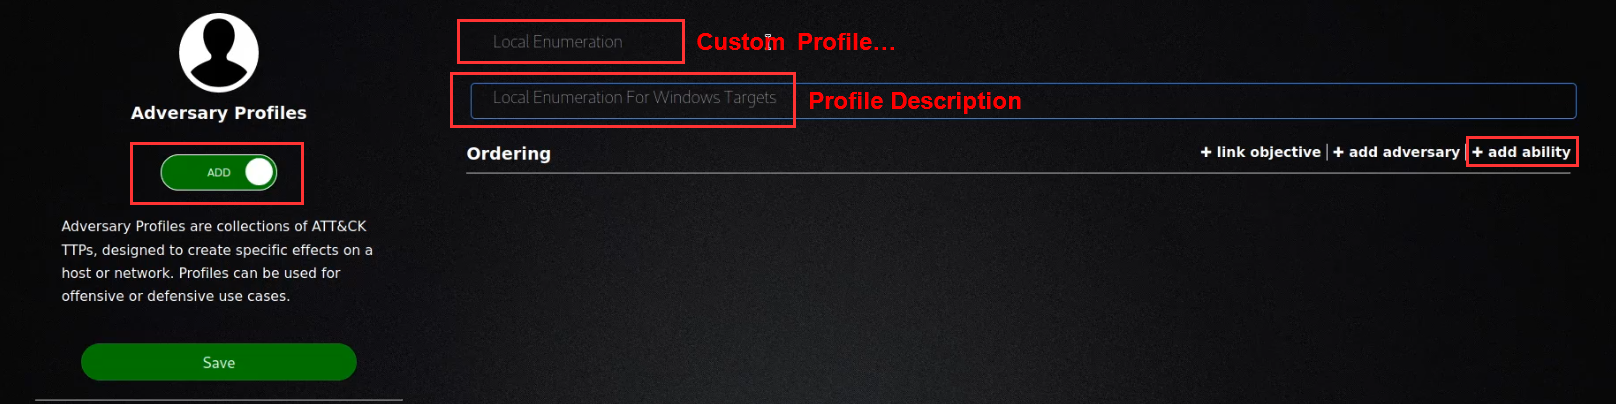 Local Enumeration
Custom Profile...
Local Enumeration For Windows Targets
Profile Description
Adversary Profiles
ADD
Ordering
+ link objective | + add adversary | + add ability
Adversary Profiles are collections of ATT&CK
TTPs, designed to create specific effects on a
host or network. Profiles can be used for
offensive or defensive use cases.
Save